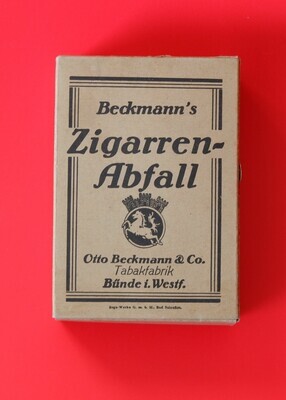 Beckmann's
Zigarren-
Abfall
Otto Beckmann & Co.
Tabakfabrik
Bünde i. Westf.